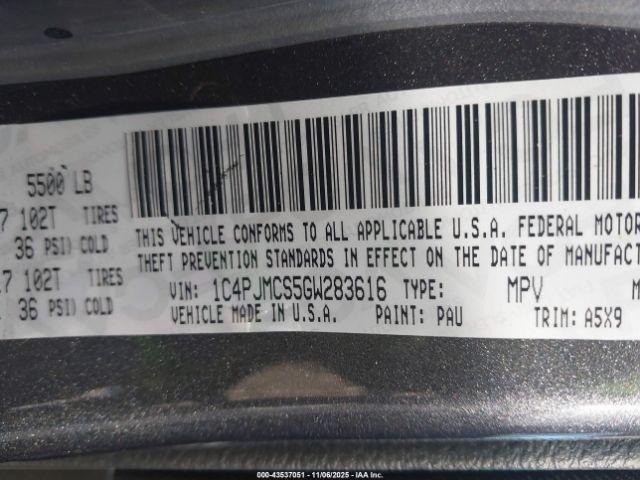 5500 LB
7 102T TIRES
36 PSI) COLD
.7 102T TIRES
36 PSI) COLD
THIS VEHICLE CONFORMS TO ALL APPLICABLE U.S.A. FEDERAL MOTOR
THEFT PREVENTION STANDARDS IN EFFECT ON THE DATE OF MANUFACT
VIN: 1C4PJMCS5GW283616 TYPE: MPV M
VEHICLE MADE IN U.S.A. PAINT: PAU TRIM: A5X9
00-43537051 - 11/06/2025 - IAA Inc.